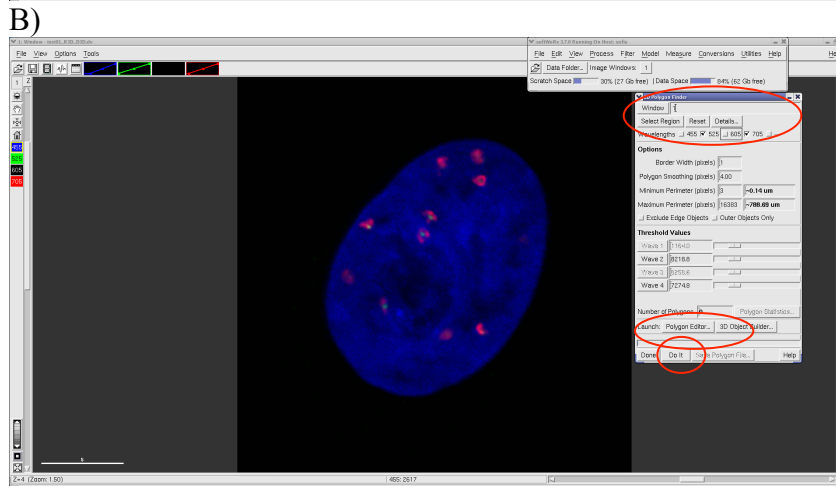 B)
1: Window - test01_R3D_D3D.dv
File View Options Tools
softWoRx 3.7.0 Running On Host: sofia
File Edit View Process Filter Model Measure Conversions Utilities Help
He
Data Folder... Image Windows: 1
Scratch Space 30% (27 Gb free) Data Space 84% (62 Gb free)
1 Z
455
525
605
705
2D Polygon Finder
Window 1
Select Region Reset Details...
Wavelengths 455 525 605 705
Options
Border Width (pixels) 1
Polygon Smoothing (pixels) 4.00
Minimum Perimeter (pixels) 3 ~0.14 um
Maximum Perimeter (pixels) 16383 ~788.69 um
Exclude Edge Objects Outer Objects Only
Threshold Values
Wave 1 1164.0
Wave 2 8218.8
Wave 3
Wave 4 7274.8
Number of Polygons 0 Polygon Statistics...
Launch: Polygon Editor... 3D Object Builder...
Done Do It Save Polygon File... Help
Z=4 (Zoom: 1.50) 455: 2617